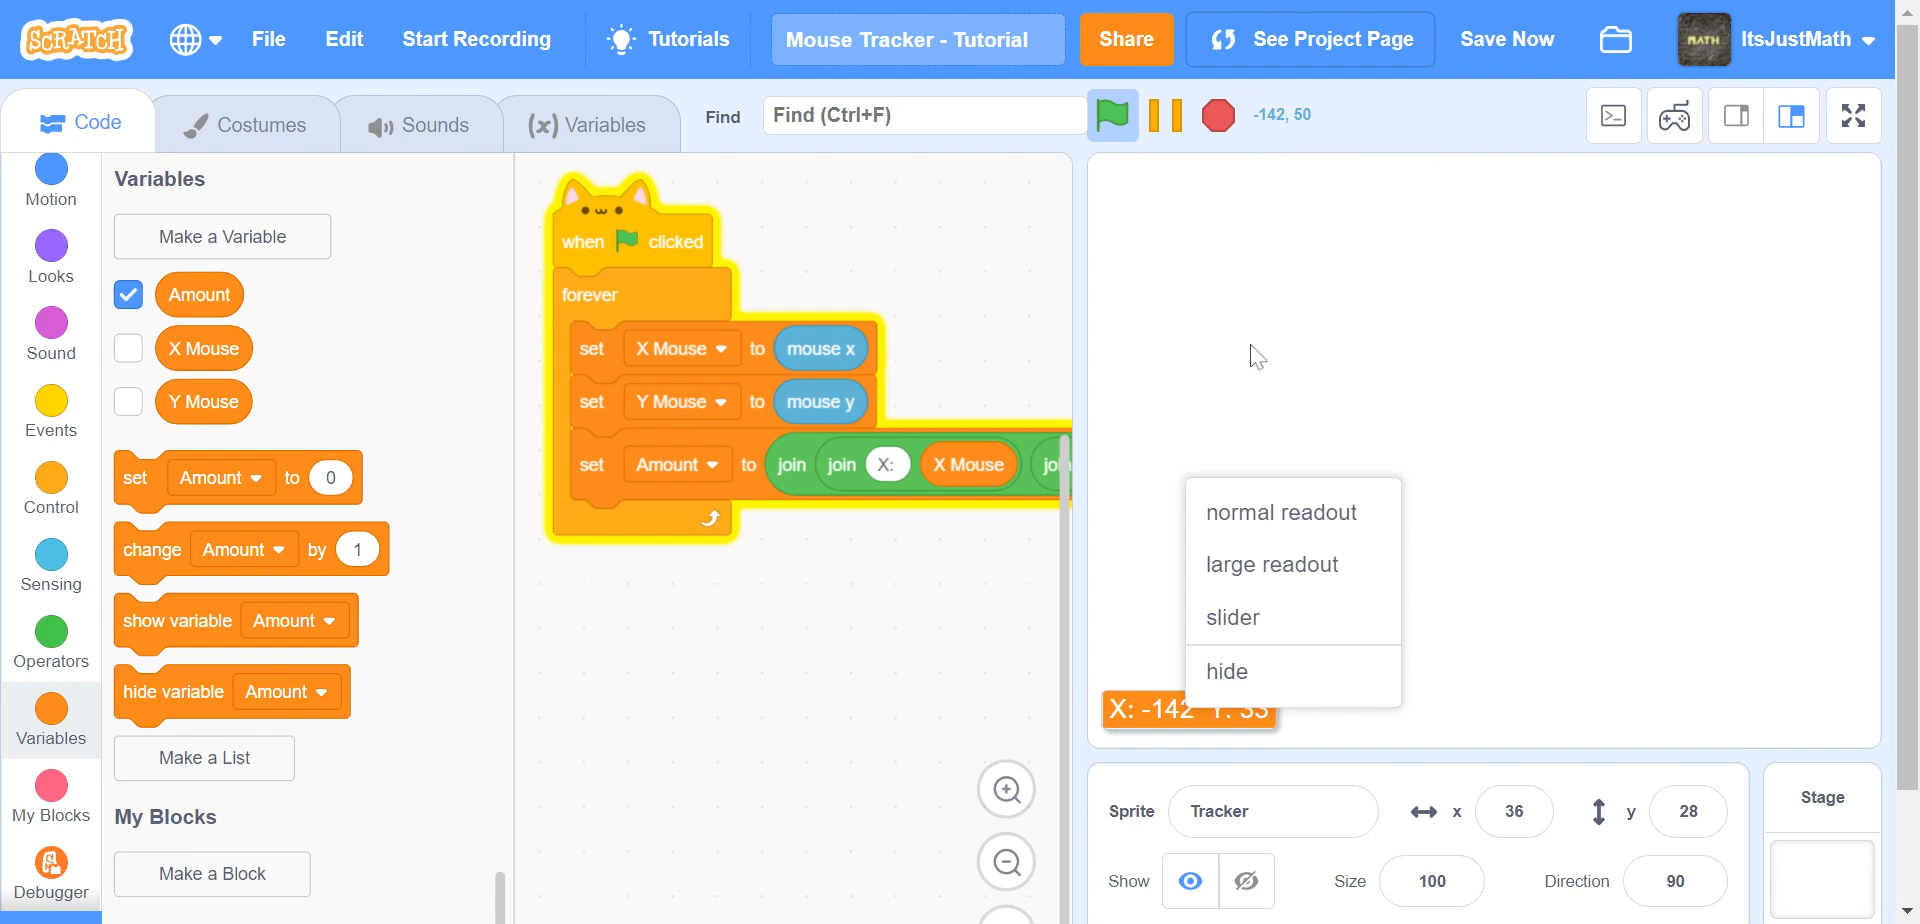 SCRATCH
File
Edit
Start Recording
Tutorials
Mouse Tracker - Tutorial
Share
See Project Page
Save Now
MATH
ItsJustMath
Code
Costumes
Sounds
(x) Variables
Find
Find (Ctrl+F)
-142, 50
Motion
Looks
Sound
Events
Control
Sensing
Operators
Variables
My Blocks
Debugger
Variables
Make a Variable
Amount
X Mouse
Y Mouse
set Amount to 0
change Amount by 1
show variable Amount
hide variable Amount
Make a List
My Blocks
Make a Block
when clicked
forever
set X Mouse to mouse x
set Y Mouse to mouse y
set Amount to join join X: X Mouse
normal readout
large readout
slider
hide
X: -142 Y: 33
Sprite
Tracker
x 36
y 28
Show
Size 100
Direction 90
Stage